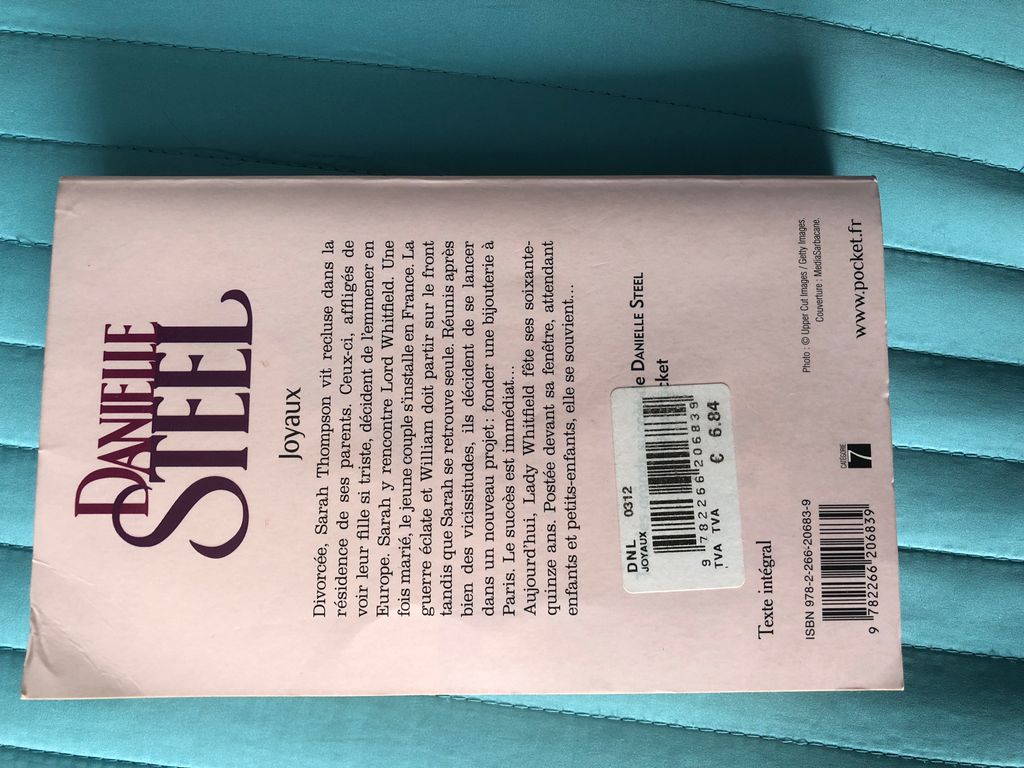 DANIELLE
STEEL
Joyaux
Divorcée, Sarah Thompson vit recluse dans la
résidence de ses parents. Ceux-ci, affligés de
voir leur fille si triste, décident de l'emmener en
Europe. Sarah y rencontre Lord Whitfield. Une
fois marié, le jeune couple s'installe en France. La
guerre éclate et William doit partir sur le front
tandis que Sarah se retrouve seule. Réunis après
bien des vicissitudes, ils décident de se lancer
dans un nouveau projet : fonder une bijouterie à
Paris. Le succès est immédiat...
Aujourd'hui, Lady Whitfield fête ses soixante-
quinze ans. Postée devant sa fenêtre, attendant
enfants et petits-enfants, elle se souvient...
DNL 0312
JOYAUX
9 782266 206839
TVA TVA € 6.84
e DANIELLE STEEL
cket
Texte intégral
ISBN 978-2-266-20683-9
9 782266 206839
CATÉGORIE
7
Photo : © Upper Cut Images / Getty Images.
Couverture : MediaSarbacane.
www.pocket.fr